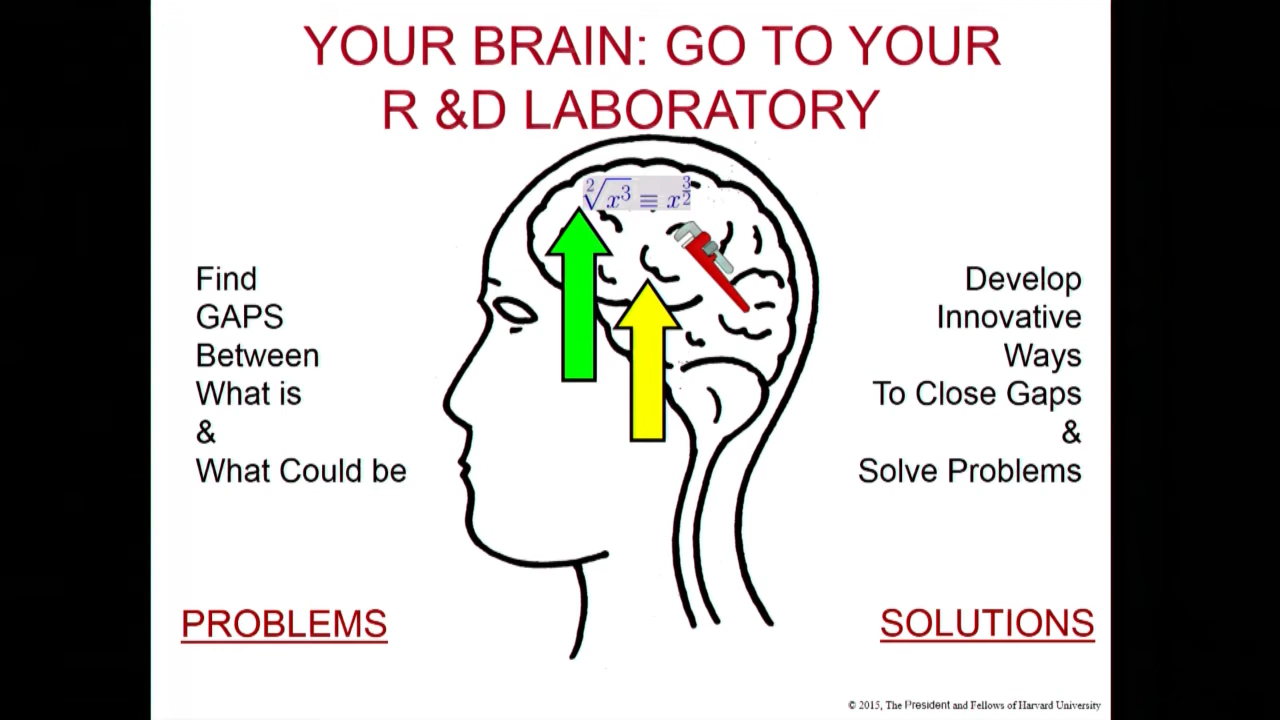 YOUR BRAIN: GO TO YOUR
R &D LABORATORY
²√x³ ≡ x^(3/2)
Find
GAPS
Between
What is
&
What Could be
Develop
Innovative
Ways
To Close Gaps
&
Solve Problems
PROBLEMS
SOLUTIONS
© 2015, The President and Fellows of Harvard University